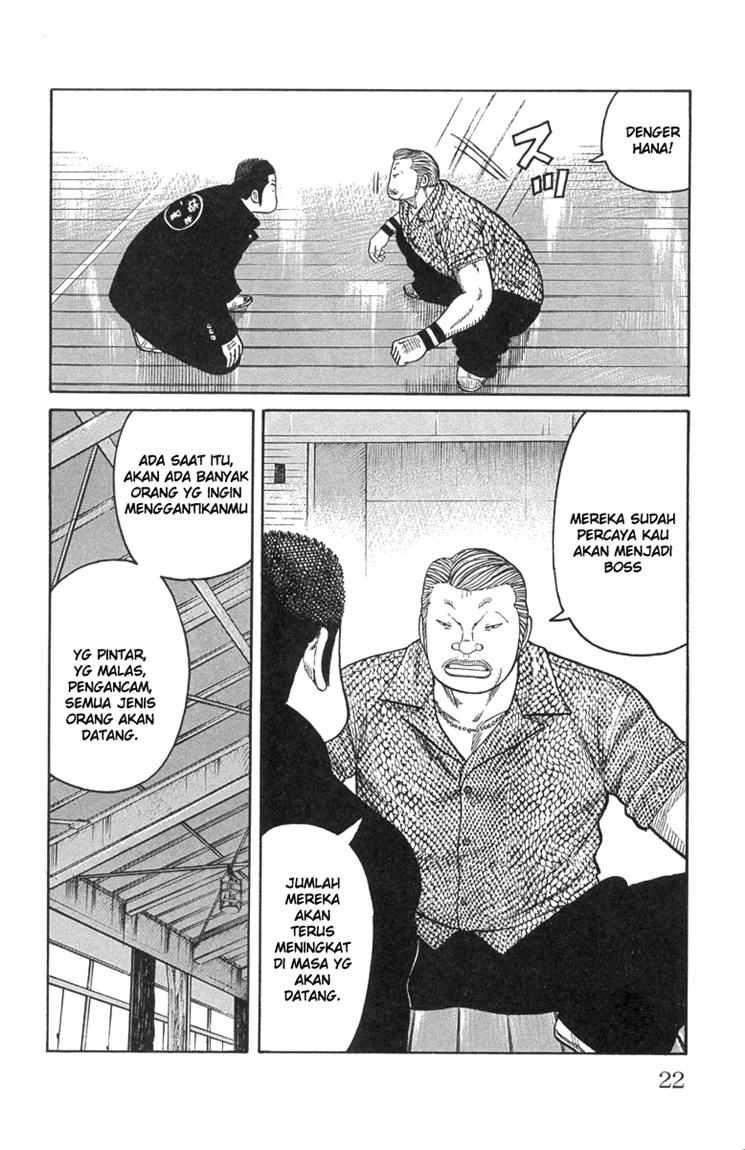 DENGER
HANA!
スッ
MEREKA SUDAH
PERCAYA KAU
AKAN MENJADI
BOSS
JUMLAH
MEREKA
AKAN
TERUS
MENINGKAT
DI MASA YG
AKAN
DATANG.
ADA SAAT ITU,
AKAN ADA BANYAK
ORANG YG INGIN
MENGGANTIKANMU
YG PINTAR,
YG MALAS,
PENGANCAM,
SEMUA JENIS
ORANG AKAN
DATANG.
22